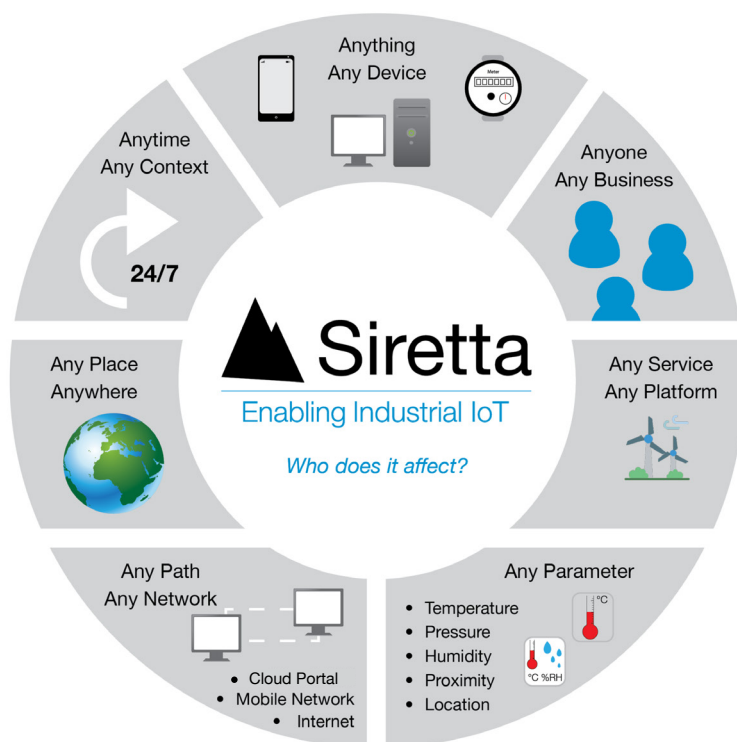 Anything
Any Device
Meter
Anytime
Any Context
24/7
Anyone
Any Business
Siretta
Enabling Industrial IoT
Who does it affect?
Any Place
Anywhere
Any Service
Any Platform
Any Path
Any Network
• Cloud Portal
• Mobile Network
• Internet
Any Parameter
• Temperature
• Pressure
• Humidity
• Proximity
• Location
°C
°C %RH